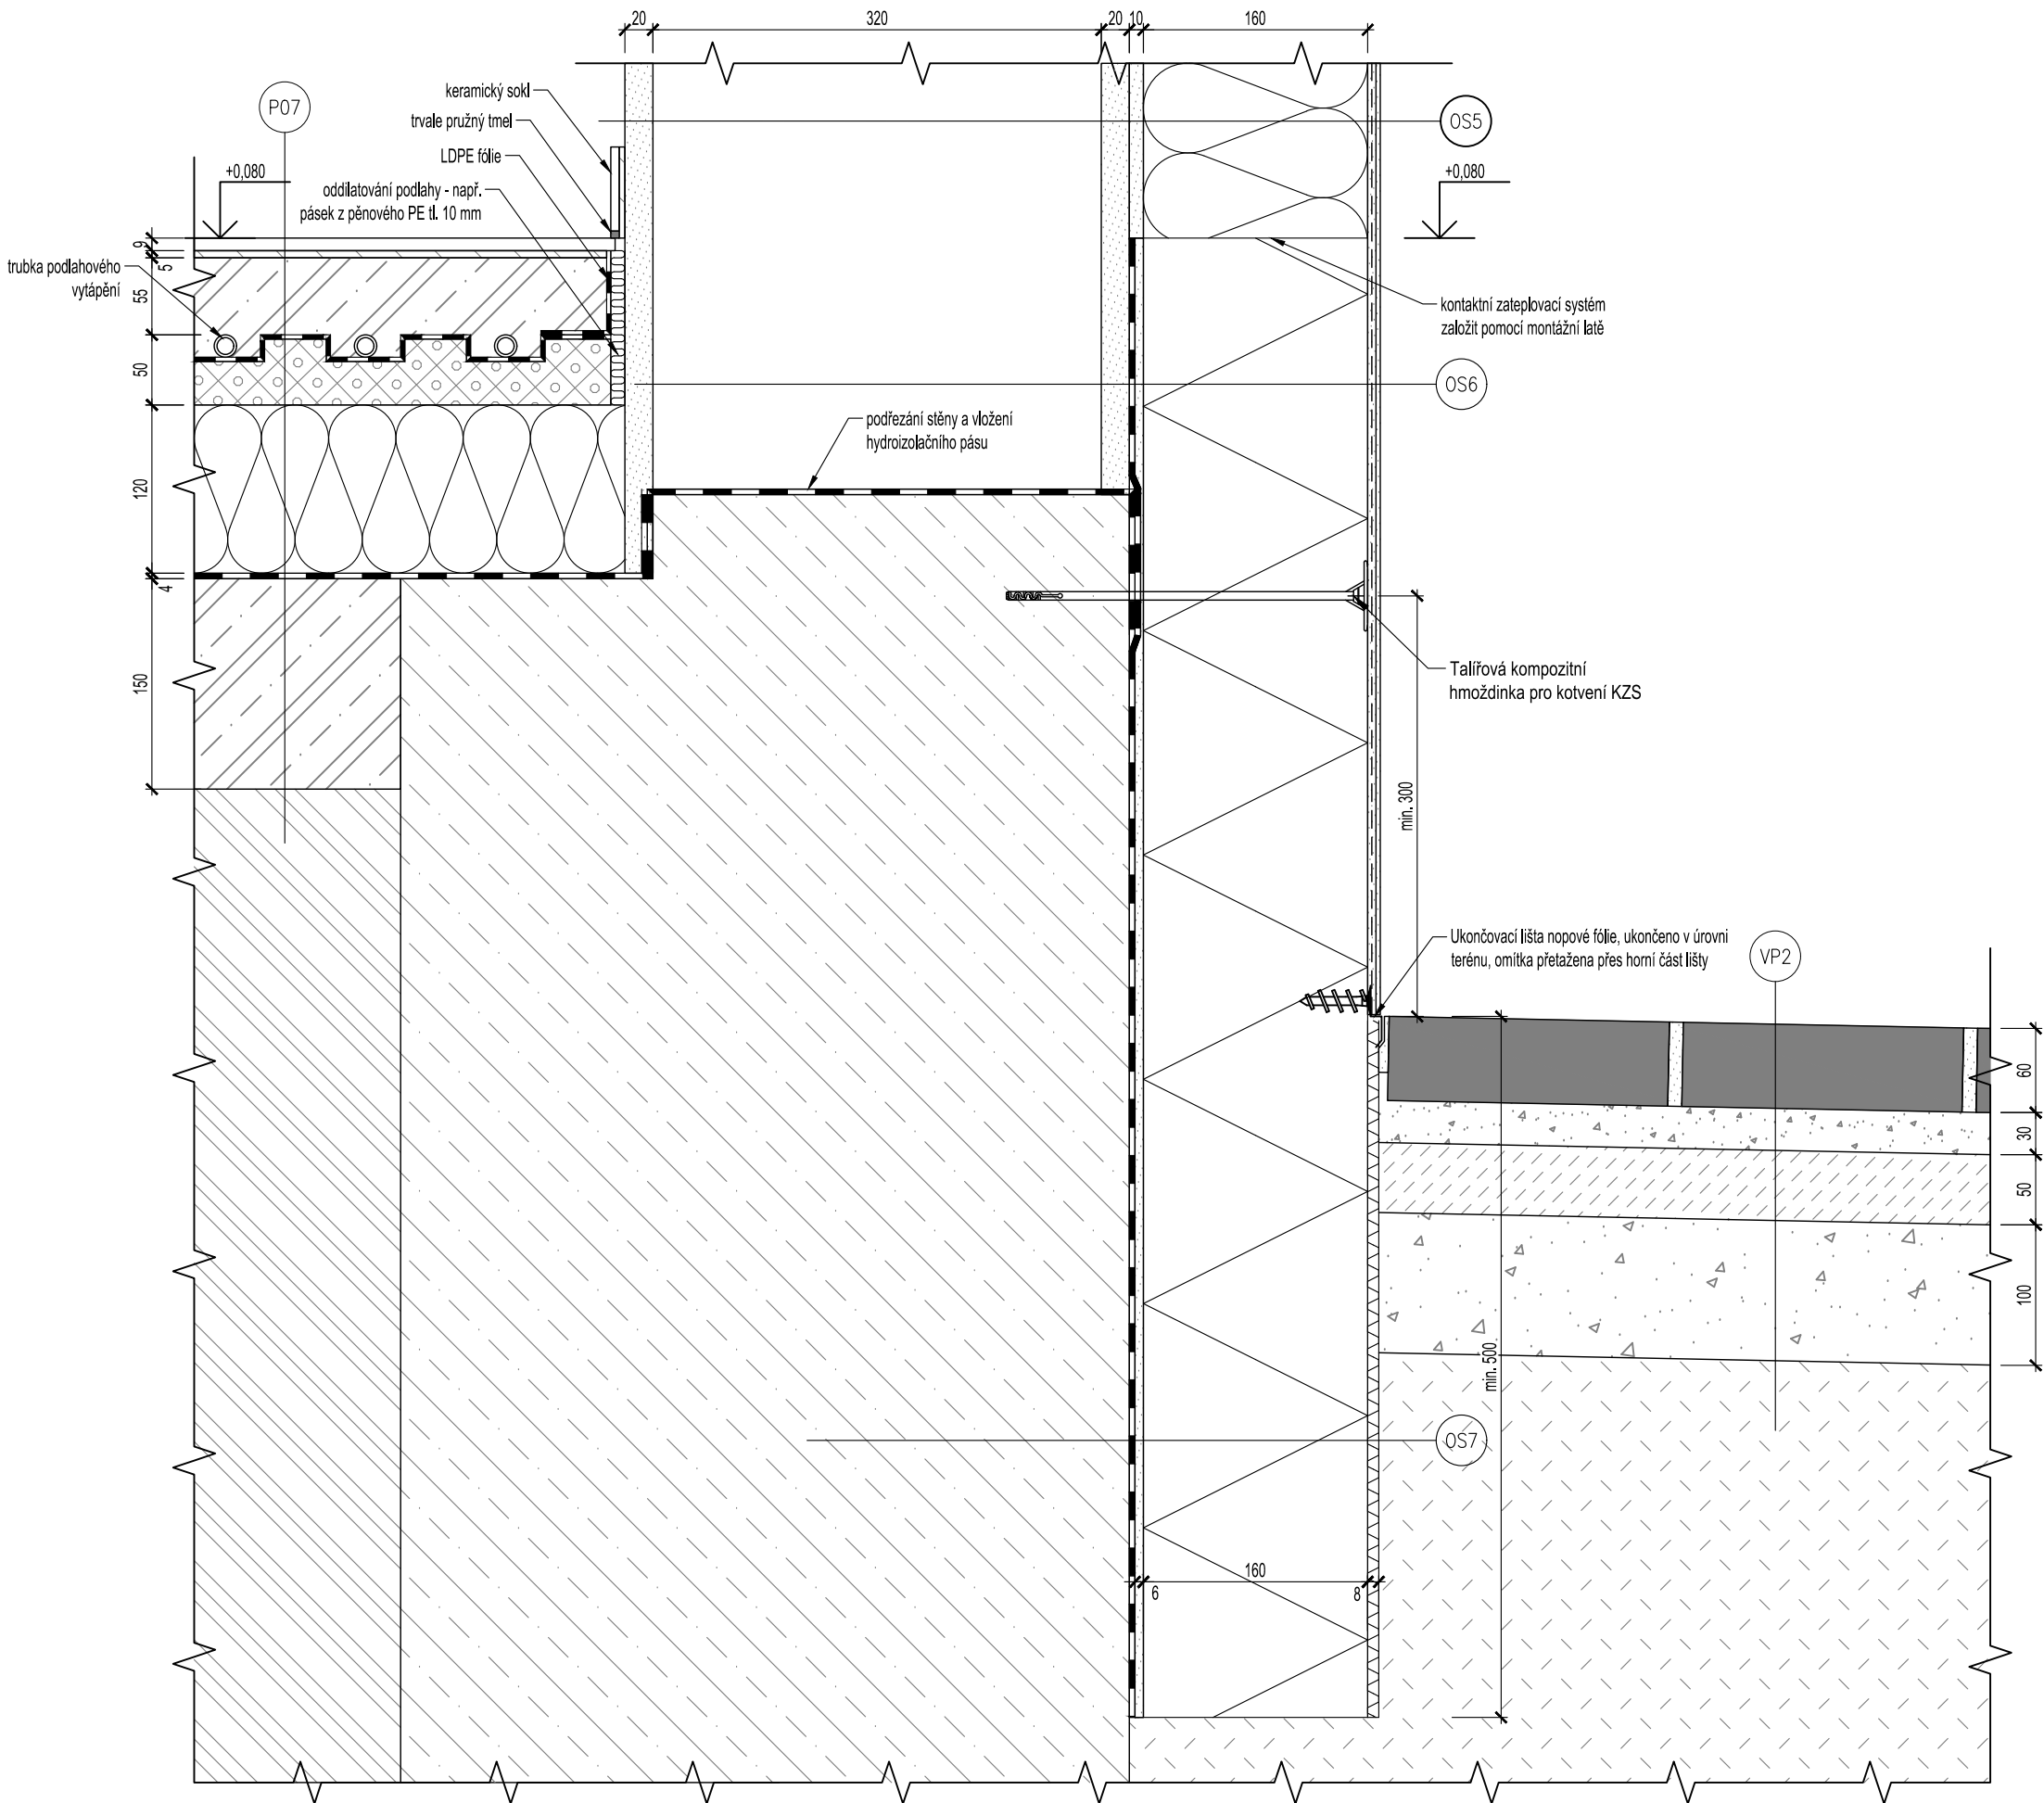 20
320
20
10
160
P07
keramický sokl
trvale pružný tmel
LDPE fólie
oddilatování podlahy - např.
pásek z pěnového PE tl. 10 mm
OS5
+0,080
+0,080
trubka podlahového
vytápění
9
5
55
50
120
4
150
kontaktní zateplovací systém
založit pomocí montážní latě
OS6
podřezání stěny a vložení
hydroizolačního pásu
Talířová kompozitní
hmoždinka pro kotvení KZS
min. 300
Ukončovací lišta nopové fólie, ukončeno v úrovni
terénu, omítka přetažena přes horní část lišty
VP2
60
30
50
100
min. 500
OS7
160
6
8